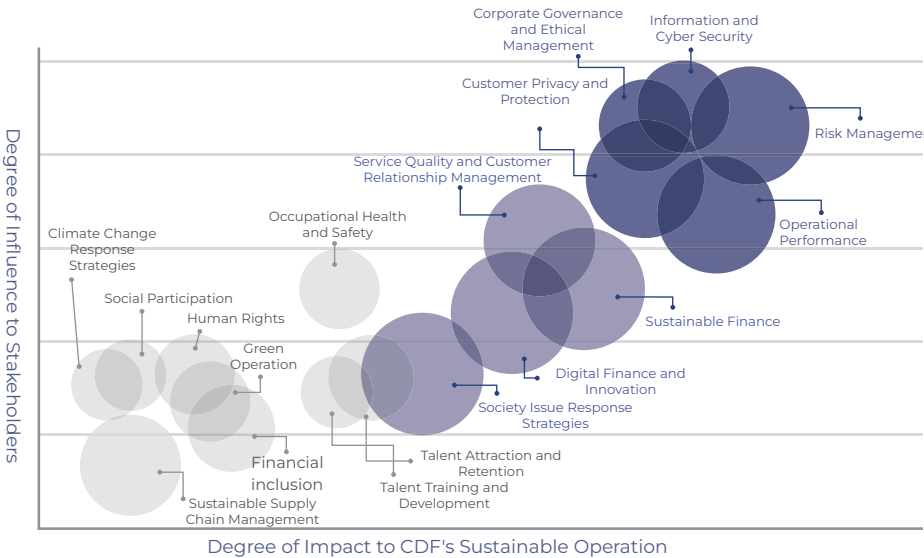 Corporate Governance
and Ethical
Management
Information and
Cyber Security
Customer Privacy and
Protection
Risk Manageme
Service Quality and Customer
Relationship Management
Occupational Health
and Safety
Operational
Performance
Climate Change
Response
Strategies
Social Participation
Human Rights
Green
Operation
Sustainable Finance
Digital Finance and
Innovation
Society Issue Response
Strategies
Financial
inclusion
Talent Attraction and
Retention
Talent Training and
Development
Sustainable Supply
Chain Management
Degree of Influence to Stakeholders
Degree of Impact to CDF's Sustainable Operation